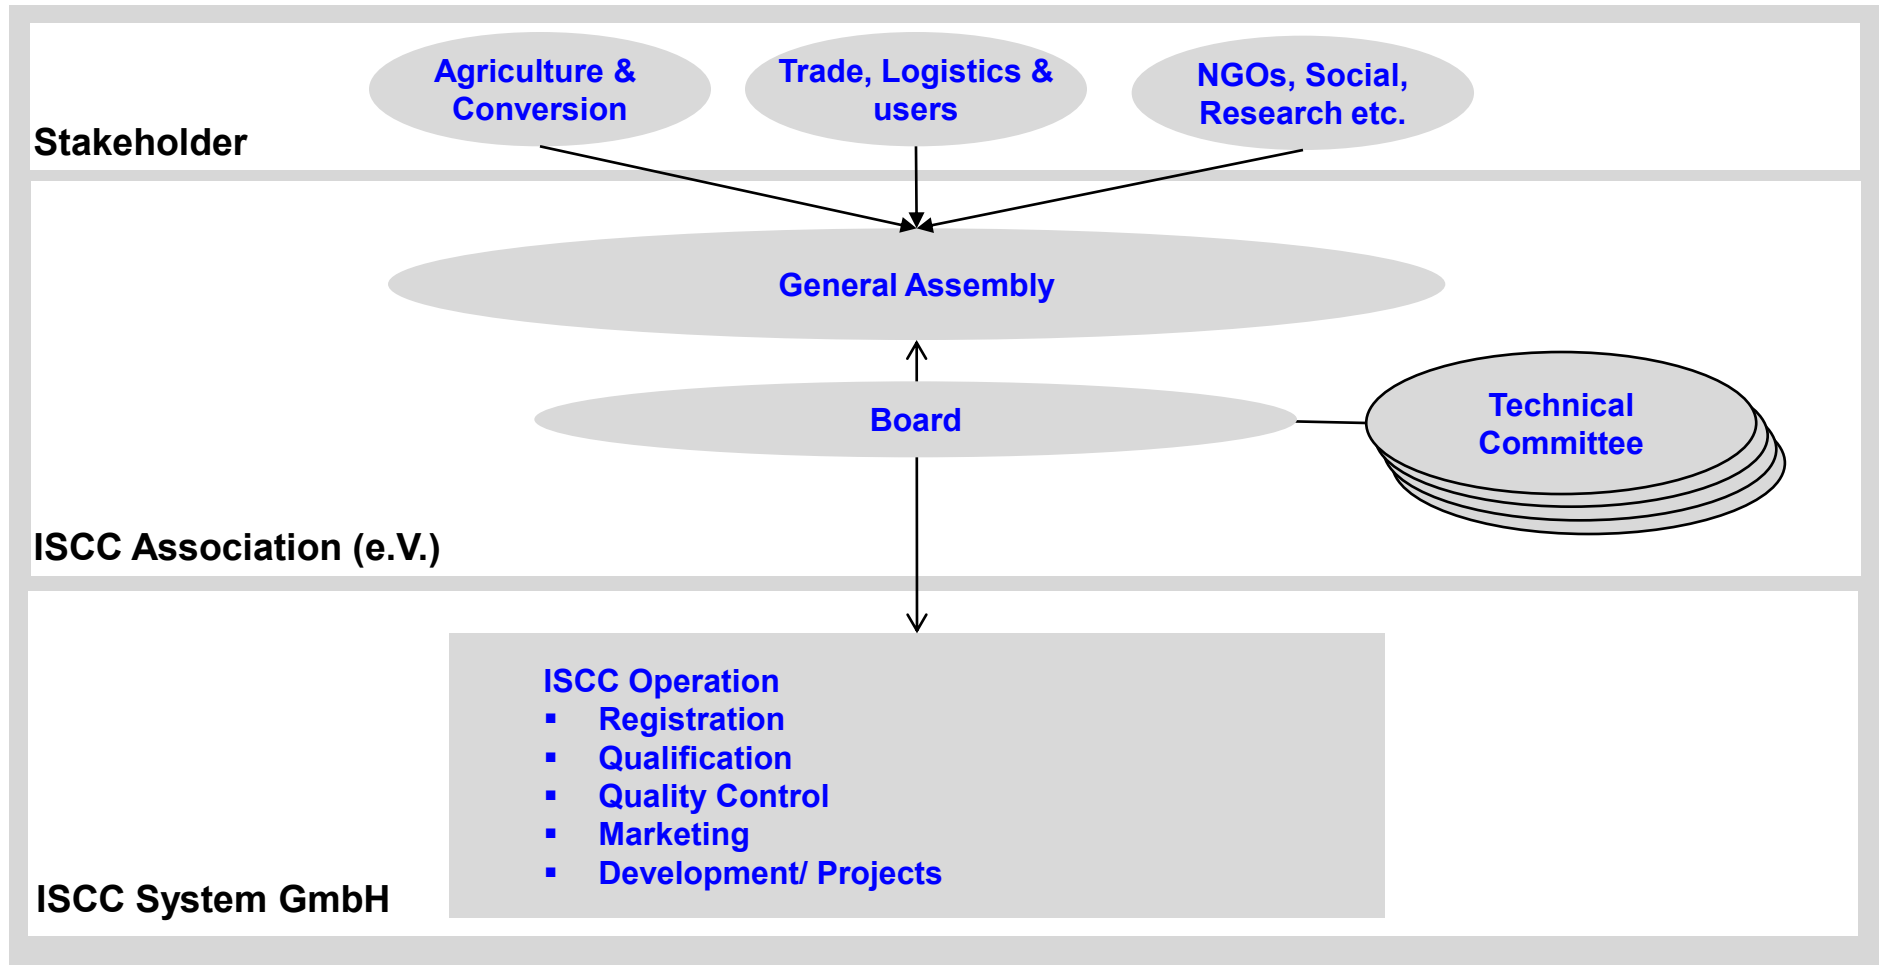 Agriculture &
Conversion
Trade, Logistics &
users
NGOs, Social,
Research etc.
Stakeholder
General Assembly
Board
Technical
Committee
ISCC Association (e.V.)
ISCC Operation
▪ Registration
▪ Qualification
▪ Quality Control
▪ Marketing
▪ Development/ Projects
ISCC System GmbH